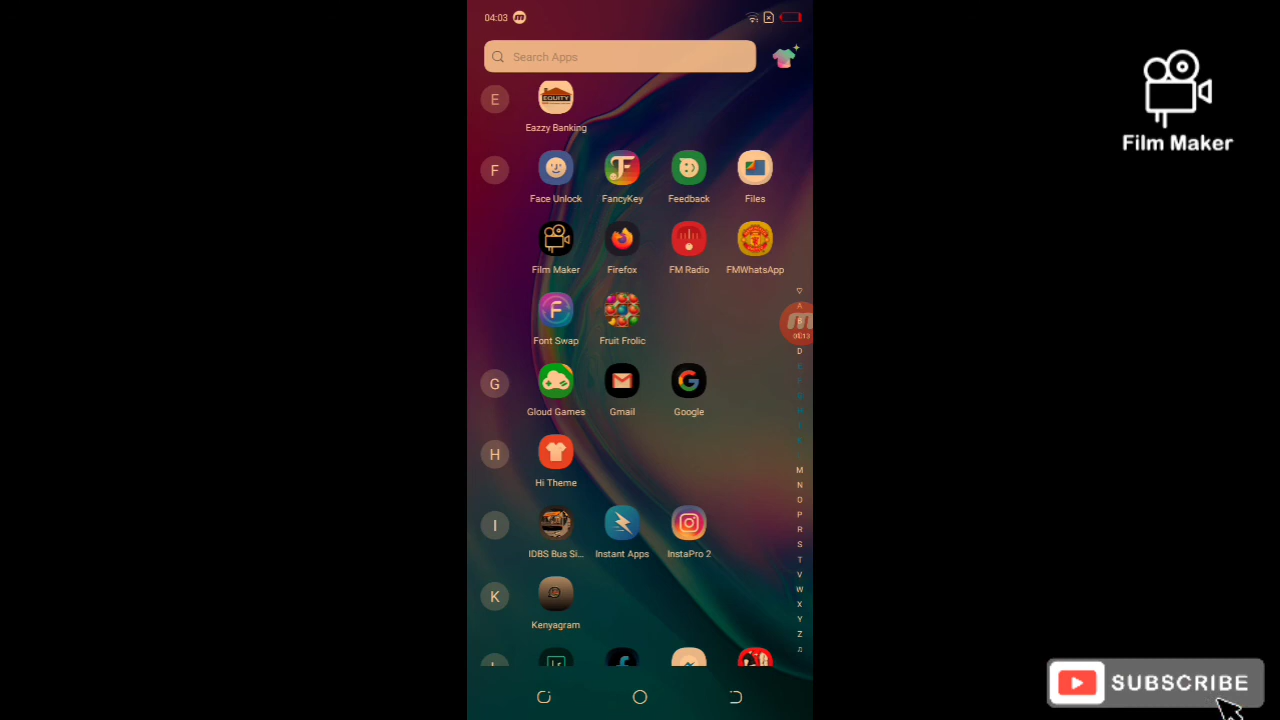 04:03
Search Apps
E
EQUITY
Eazzy Banking
F
Face Unlock
FancyKey
Feedback
Files
Film Maker
Firefox
FM Radio
FMWhatsApp
Font Swap
Fruit Frolic
G
Gloud Games
Gmail
Google
H
Hi Theme
I
IDBS Bus Si...
Instant Apps
InstaPro 2
K
Kenyagram
A
D
E
F
G
H
I
K
M
N
O
P
R
S
T
V
W
X
Y
Z
Film Maker
SUBSCRIBE